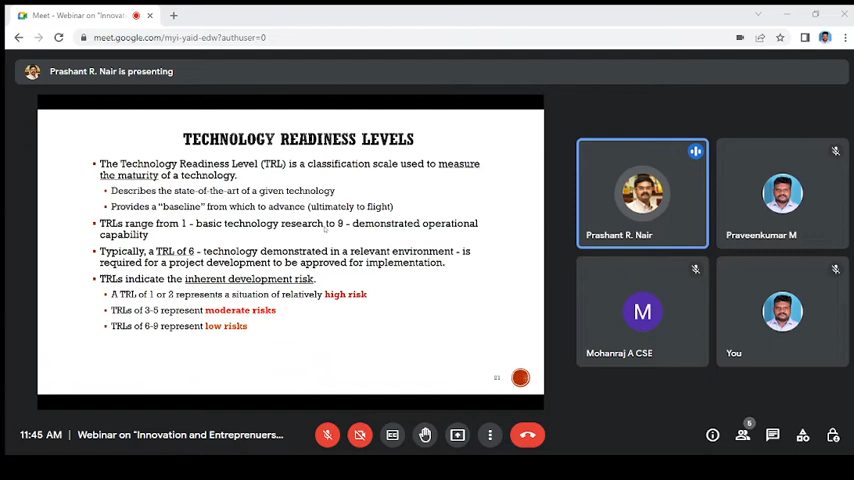 Meet - Webinar on "Innovation
meet.google.com/myi-yaid-edw?authuser=0
Prashant R. Nair is presenting
TECHNOLOGY READINESS LEVELS
The Technology Readiness Level (TRL) is a classification scale used to measure
the maturity of a technology.
Describes the state-of-the-art of a given technology
Provides a "baseline" from which to advance (ultimately to flight)
TRLs range from 1 - basic technology research to 9 - demonstrated operational
capability
Typically, a TRL of 6 - technology demonstrated in a relevant environment - is
required for a project development to be approved for implementation.
TRLs indicate the inherent development risk.
A TRL of 1 or 2 represents a situation of relatively high risk
TRLs of 3-5 represent moderate risks
TRLs of 6-9 represent low risks
21
Prashant R. Nair
Praveenkumar M
M
Mohanraj A CSE
You
11:45 AM | Webinar on "Innovation and Entreprenuers...
5